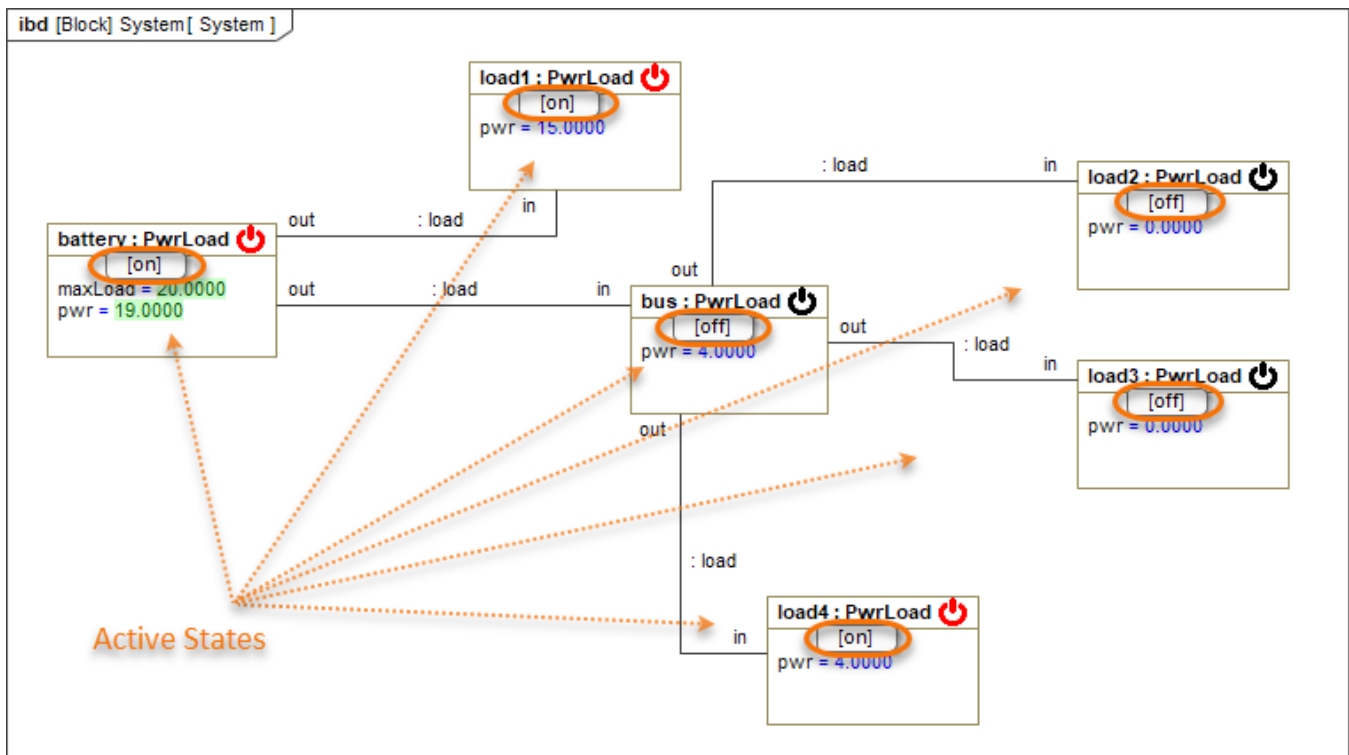 ibd [Block] System[ System ]
load1 : PwrLoad
[on]
pwr = 15.0000
in
out
: load
battery : PwrLoad
[on]
maxLoad = 20.0000
pwr = 19.0000
out
: load
in
: load
in
load2 : PwrLoad
[off]
pwr = 0.0000
out
bus : PwrLoad
[off]
pwr = 4.0000
out
: load
in
load3 : PwrLoad
[off]
pwr = 0.0000
out
: load
in
load4 : PwrLoad
[on]
pwr = 4.0000
Active States